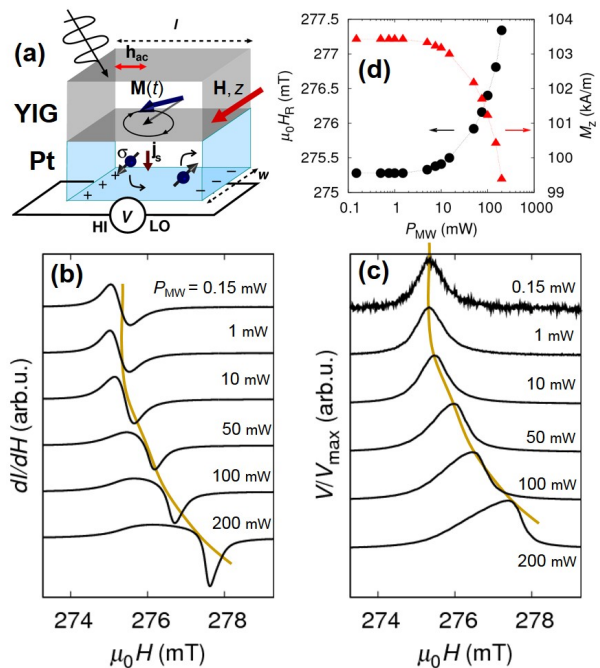 (a)
l
h_ac
M(t)
H, z
YIG
Pt
σ
j_s
+ + + +
− − − −
w
V
HI
LO
(d)
277.5
277
276.5
276
275.5
275
μ₀H_R (mT)
104
103
102
101
100
99
M_z (kA/m)
0.1
1
10
100
1000
P_MW (mW)
(b)
P_MW = 0.15 mW
1 mW
10 mW
50 mW
100 mW
200 mW
dI/dH (arb.u.)
274
276
278
μ₀H (mT)
(c)
0.15 mW
1 mW
10 mW
50 mW
100 mW
200 mW
V/V_max (arb.u.)
274
276
278
μ₀H (mT)